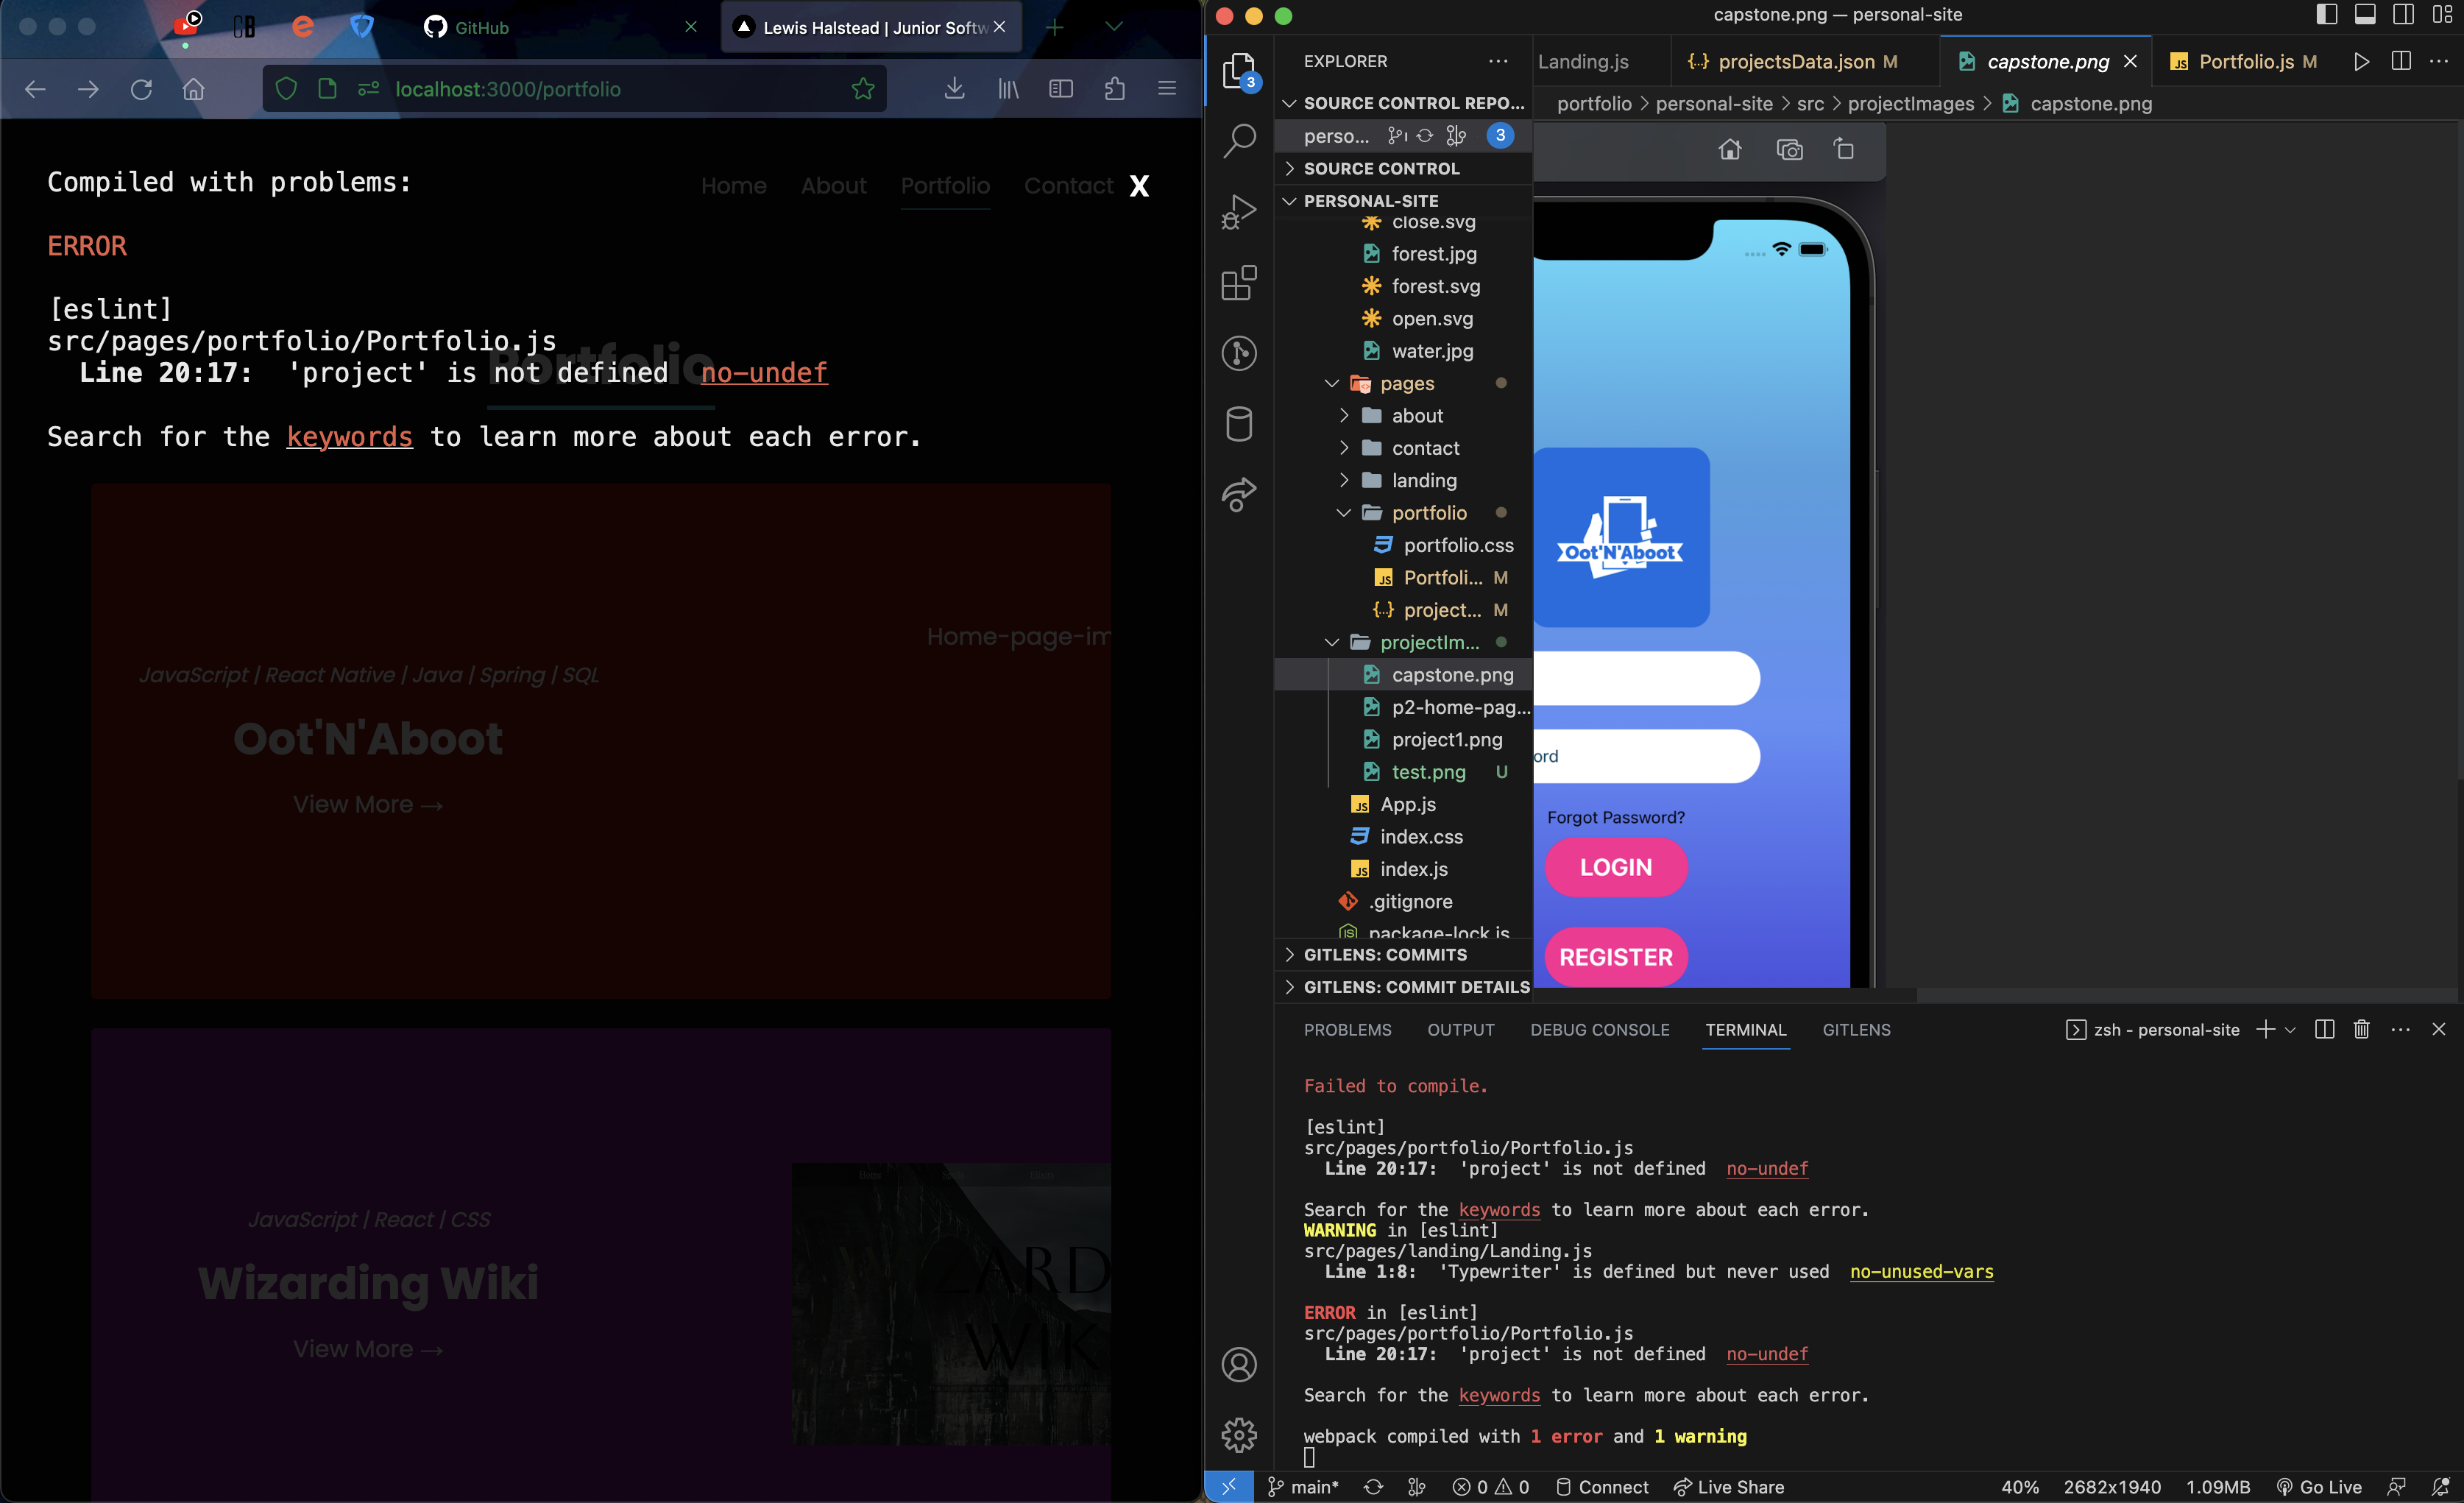 GitHub
Lewis Halstead | Junior Softw
localhost:3000/portfolio
Compiled with problems:
X
Home
About
Portfolio
Contact
ERROR
[eslint]
src/pages/portfolio/Portfolio.js
Line 20:17: 'project' is not defined no-undef
Portfolio
Search for the keywords to learn more about each error.
Home-page-im
JavaScript | React Native | Java | Spring | SQL
Oot'N'Aboot
View More →
JavaScript | React | CSS
Wizarding Wiki
View More →
ARD
WIK
capstone.png — personal-site
3
EXPLORER
Landing.js
{..} projectsData.json M
capstone.png
JS Portfolio.js M
portfolio > personal-site > src > projectImages > capstone.png
SOURCE CONTROL REPO...
perso...
3
SOURCE CONTROL
PERSONAL-SITE
close.svg
forest.jpg
forest.svg
open.svg
water.jpg
pages
about
contact
landing
portfolio
portfolio.css
JS Portfoli... M
{..} project... M
projectIm...
capstone.png
p2-home-pag...
project1.png
test.png U
JS App.js
index.css
JS index.js
.gitignore
package-lock.js
GITLENS: COMMITS
GITLENS: COMMIT DETAILS
Oot'N'Aboot
ord
Forgot Password?
LOGIN
REGISTER
PROBLEMS
OUTPUT
DEBUG CONSOLE
TERMINAL
GITLENS
zsh - personal-site
Failed to compile.
[eslint]
src/pages/portfolio/Portfolio.js
Line 20:17: 'project' is not defined no-undef
Search for the keywords to learn more about each error.
WARNING in [eslint]
src/pages/landing/Landing.js
Line 1:8: 'Typewriter' is defined but never used no-unused-vars
ERROR in [eslint]
src/pages/portfolio/Portfolio.js
Line 20:17: 'project' is not defined no-undef
Search for the keywords to learn more about each error.
webpack compiled with 1 error and 1 warning
main*
0
0
Connect
Live Share
40%
2682x1940
1.09MB
Go Live